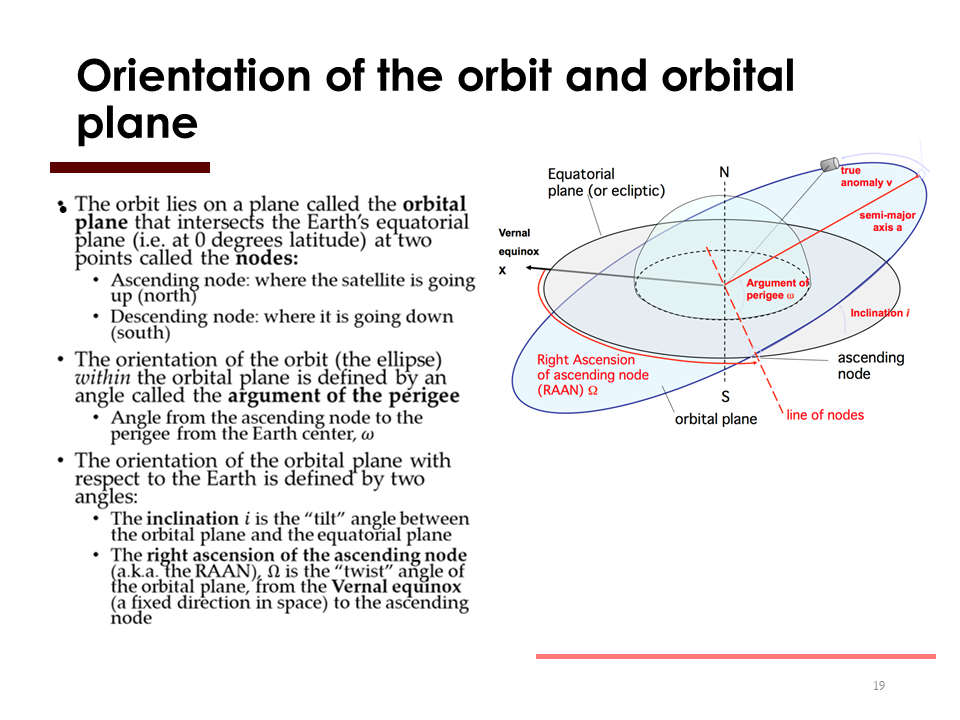 Orientation of the orbit and orbital
plane
• The orbit lies on a plane called the orbital
plane that intersects the Earth's equatorial
plane (i.e. at 0 degrees latitude) at two
points called the nodes:
• Ascending node: where the satellite is going
up (north)
• Descending node: where it is going down
(south)
• The orientation of the orbit (the ellipse)
within the orbital plane is defined by an
angle called the argument of the perigee
• Angle from the ascending node to the
perigee from the Earth center, ω
• The orientation of the orbital plane with
respect to the Earth is defined by two
angles:
• The inclination i is the “tilt” angle between
the orbital plane and the equatorial plane
• The right ascension of the ascending node
(a.k.a. the RAAN), Ω is the “twist” angle of
the orbital plane, from the Vernal equinox
(a fixed direction in space) to the ascending
node
Equatorial
plane (or ecliptic)
N
true
anomaly v
semi-major
axis a
Vernal
equinox
X
Argument of
perigee ω
Inclination i
Right Ascension
of ascending node
(RAAN) Ω
ascending
node
S
orbital plane
line of nodes
19